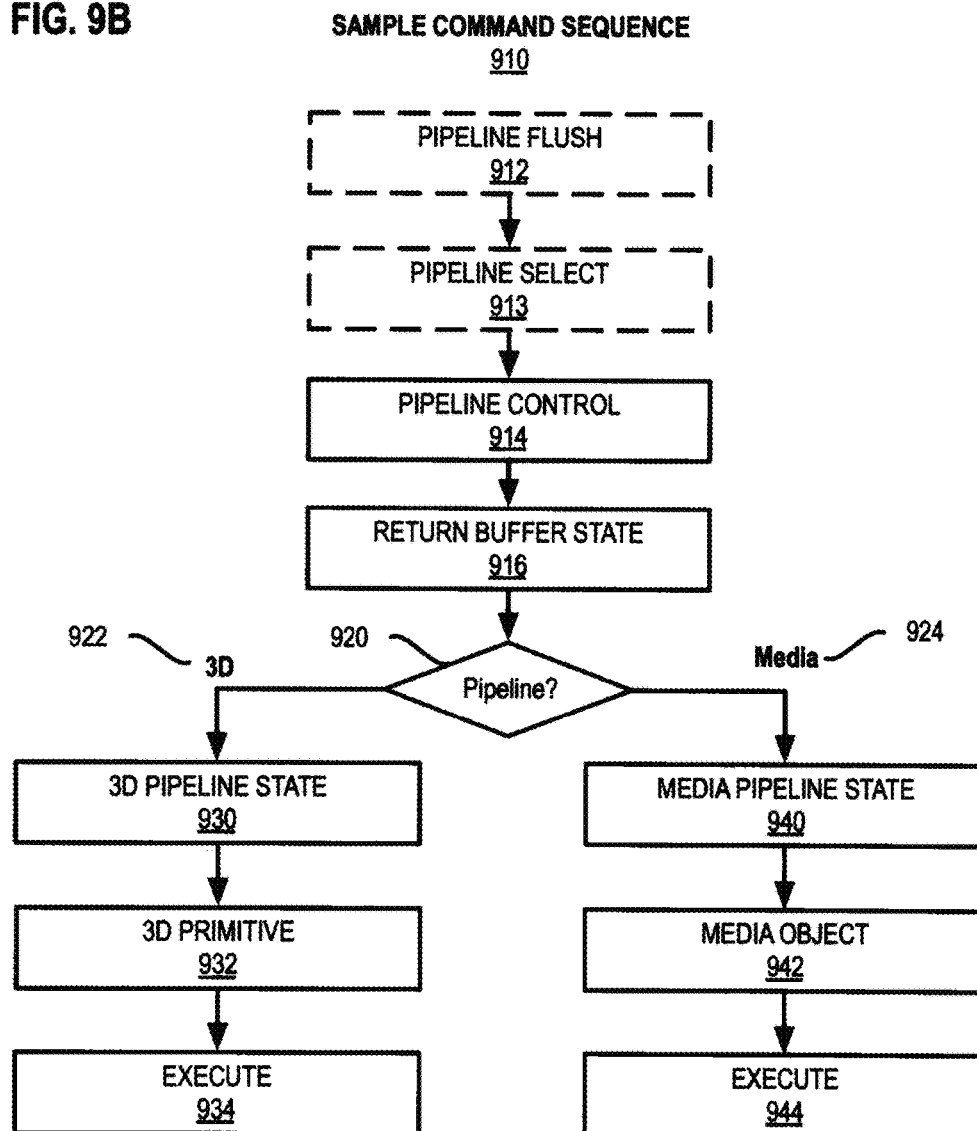 FIG. 9B
SAMPLE COMMAND SEQUENCE
910
PIPELINE FLUSH
912
PIPELINE SELECT
913
PIPELINE CONTROL
914
RETURN BUFFER STATE
916
922
920
924
3D
Media
Pipeline?
3D PIPELINE STATE
930
MEDIA PIPELINE STATE
940
3D PRIMITIVE
932
MEDIA OBJECT
942
EXECUTE
934
EXECUTE
944